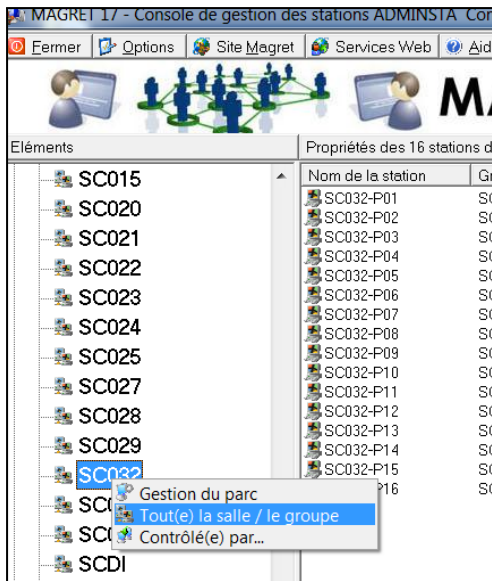 MAGRET 17 - Console de gestion des stations ADMINSTA Con
Fermer Options Site Magret Services Web Aid
MA
Eléments
Propriétés des 16 stations d
Nom de la station Gr
SC015
SC020
SC021
SC022
SC023
SC024
SC025
SC027
SC028
SC029
SC032
SCDI
SC032-P01
SC032-P02
SC032-P03
SC032-P04
SC032-P05
SC032-P06
SC032-P07
SC032-P08
SC032-P09
SC032-P10
SC032-P11
SC032-P12
SC032-P13
SC032-P14
SC032-P15
P16
Gestion du parc
Tout(e) la salle / le groupe
Contrôlé(e) par...